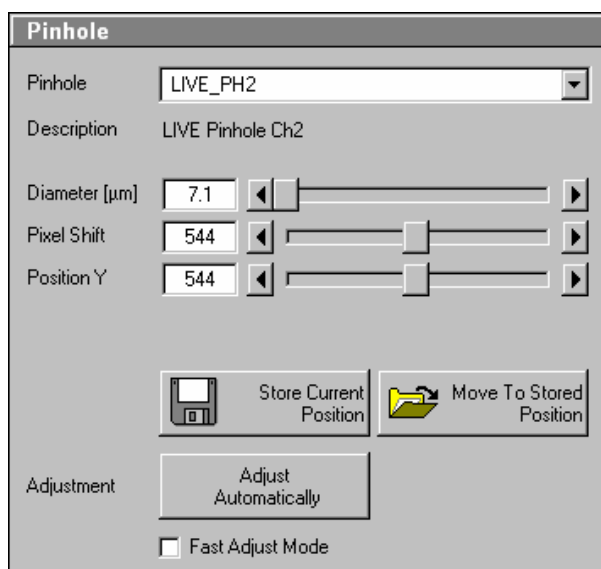 Pinhole
Pinhole LIVE_PH2
Description LIVE Pinhole Ch2
Diameter [µm] 7.1
Pixel Shift 544
Position Y 544
Store Current
Position
Move To Stored
Position
Adjustment
Adjust
Automatically
Fast Adjust Mode